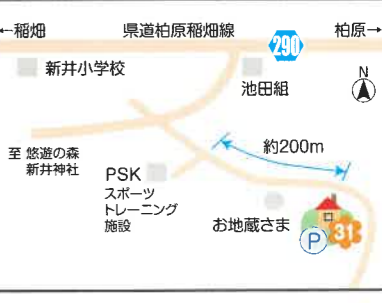 ←稲畑
県道柏原稲畑線
290
柏原→
新井小学校
池田組
N
至 悠遊の森
新井神社
約200m
PSK
スポーツ
トレーニング
施設
お地蔵さま
P
31